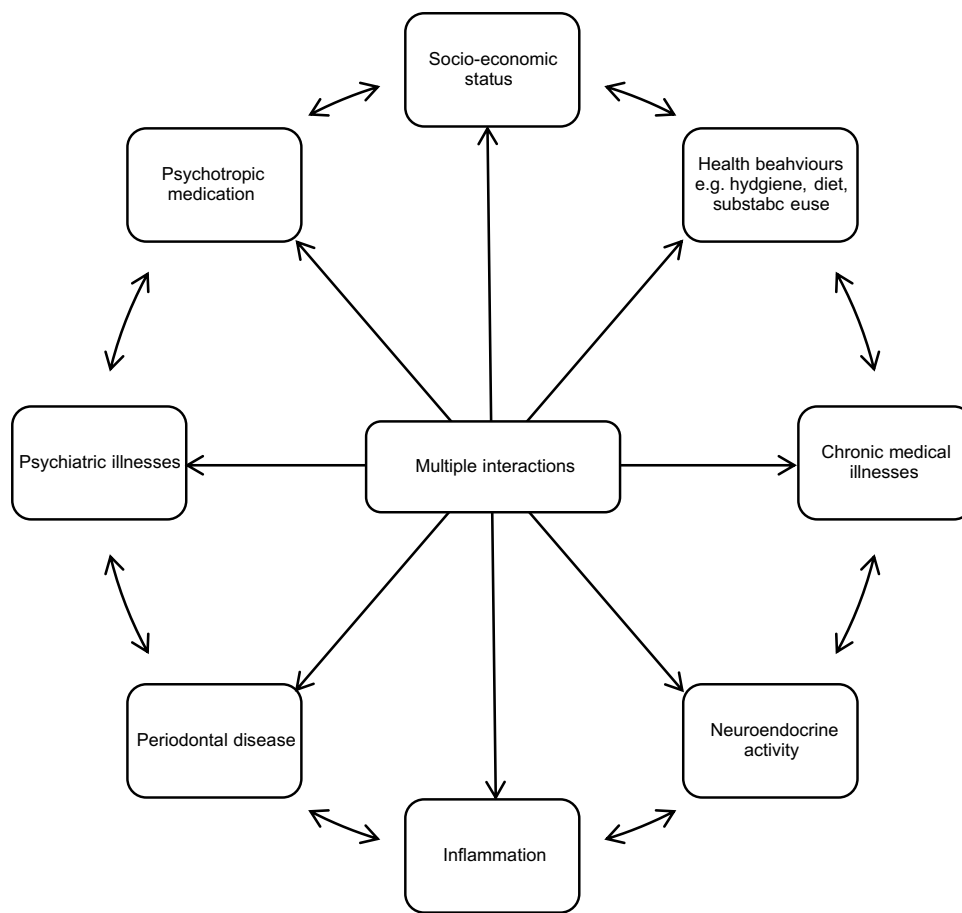 Socio-economic
status
Psychotropic
medication
Health beahviours
e.g. hydgiene, diet,
substabc euse
Psychiatric illnesses
Multiple interactions
Chronic medical
illnesses
Periodontal disease
Neuroendocrine
activity
Inflammation